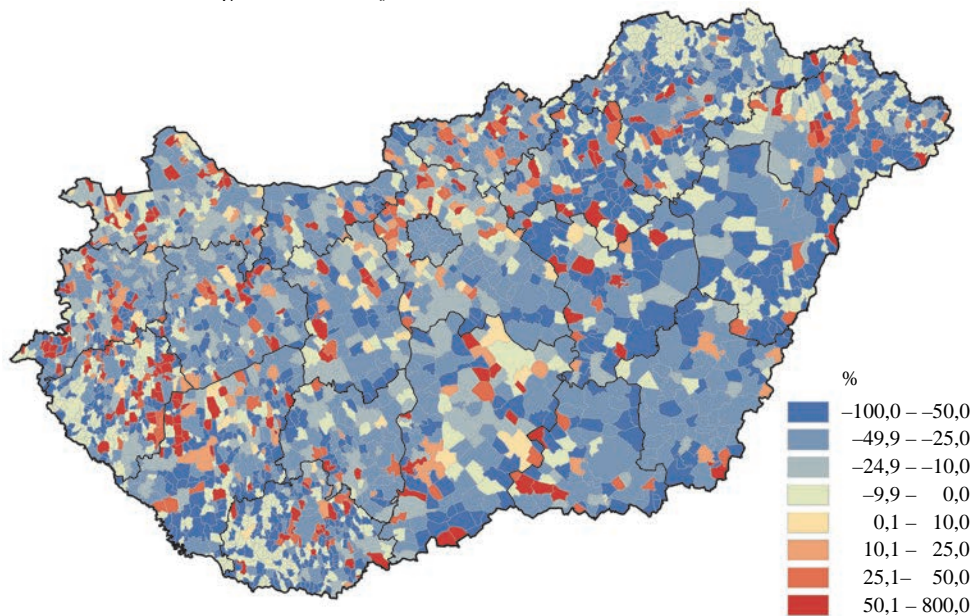 %
–100,0 – –50,0
–49,9 – –25,0
–24,9 – –10,0
–9,9 – 0,0
0,1 – 10,0
10,1 – 25,0
25,1– 50,0
50,1 – 800,0